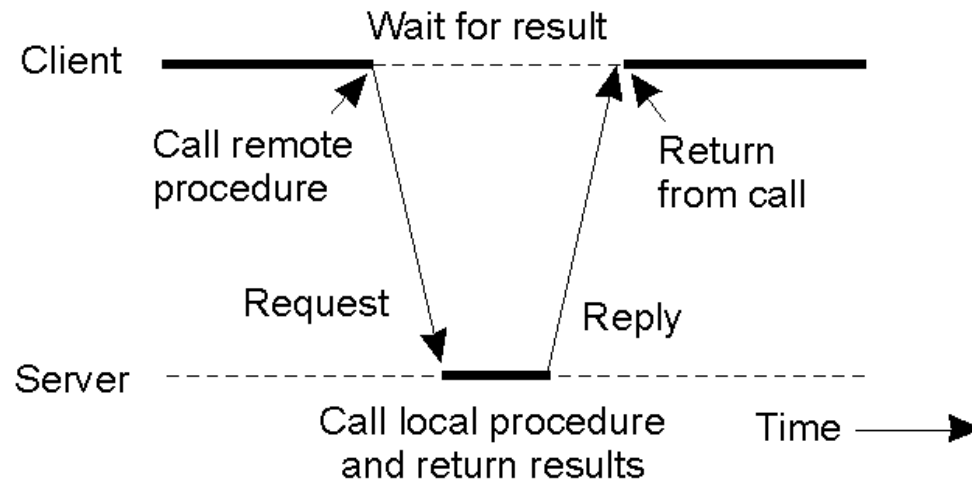 Wait for result
Client
Call remote
procedure
Return
from call
Request
Reply
Server
Call local procedure
and return results
Time